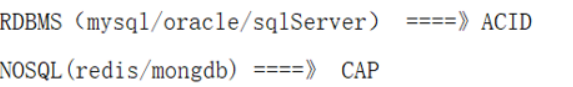 RDBMS（mysql/oracle/sqlServer） ====》ACID
NOSQL(redis/mongdb) ====》 CAP